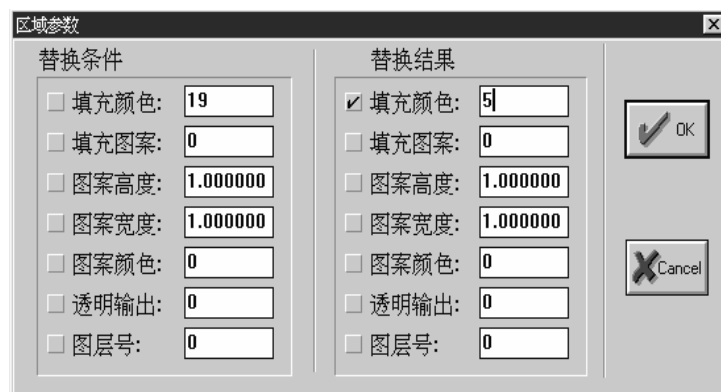 区域参数
替换条件
填充颜色: 19
填充图案: 0
图案高度: 1.000000
图案宽度: 1.000000
图案颜色: 0
透明输出: 0
图层号: 0
替换结果
填充颜色: 5
填充图案: 0
图案高度: 1.000000
图案宽度: 1.000000
图案颜色: 0
透明输出: 0
图层号: 0
OK
Cancel